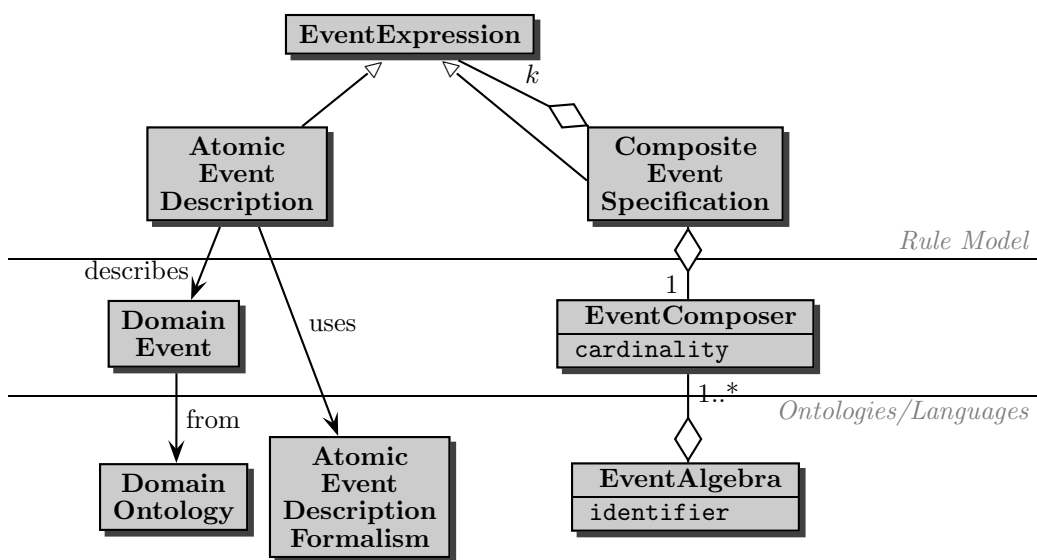 EventExpression
k
Atomic
Event
Description
Composite
Event
Specification
Rule Model
describes
1
Domain
Event
uses
EventComposer
cardinality
1..*
Ontologies/Languages
from
Domain
Ontology
Atomic
Event
Description
Formalism
EventAlgebra
identifier